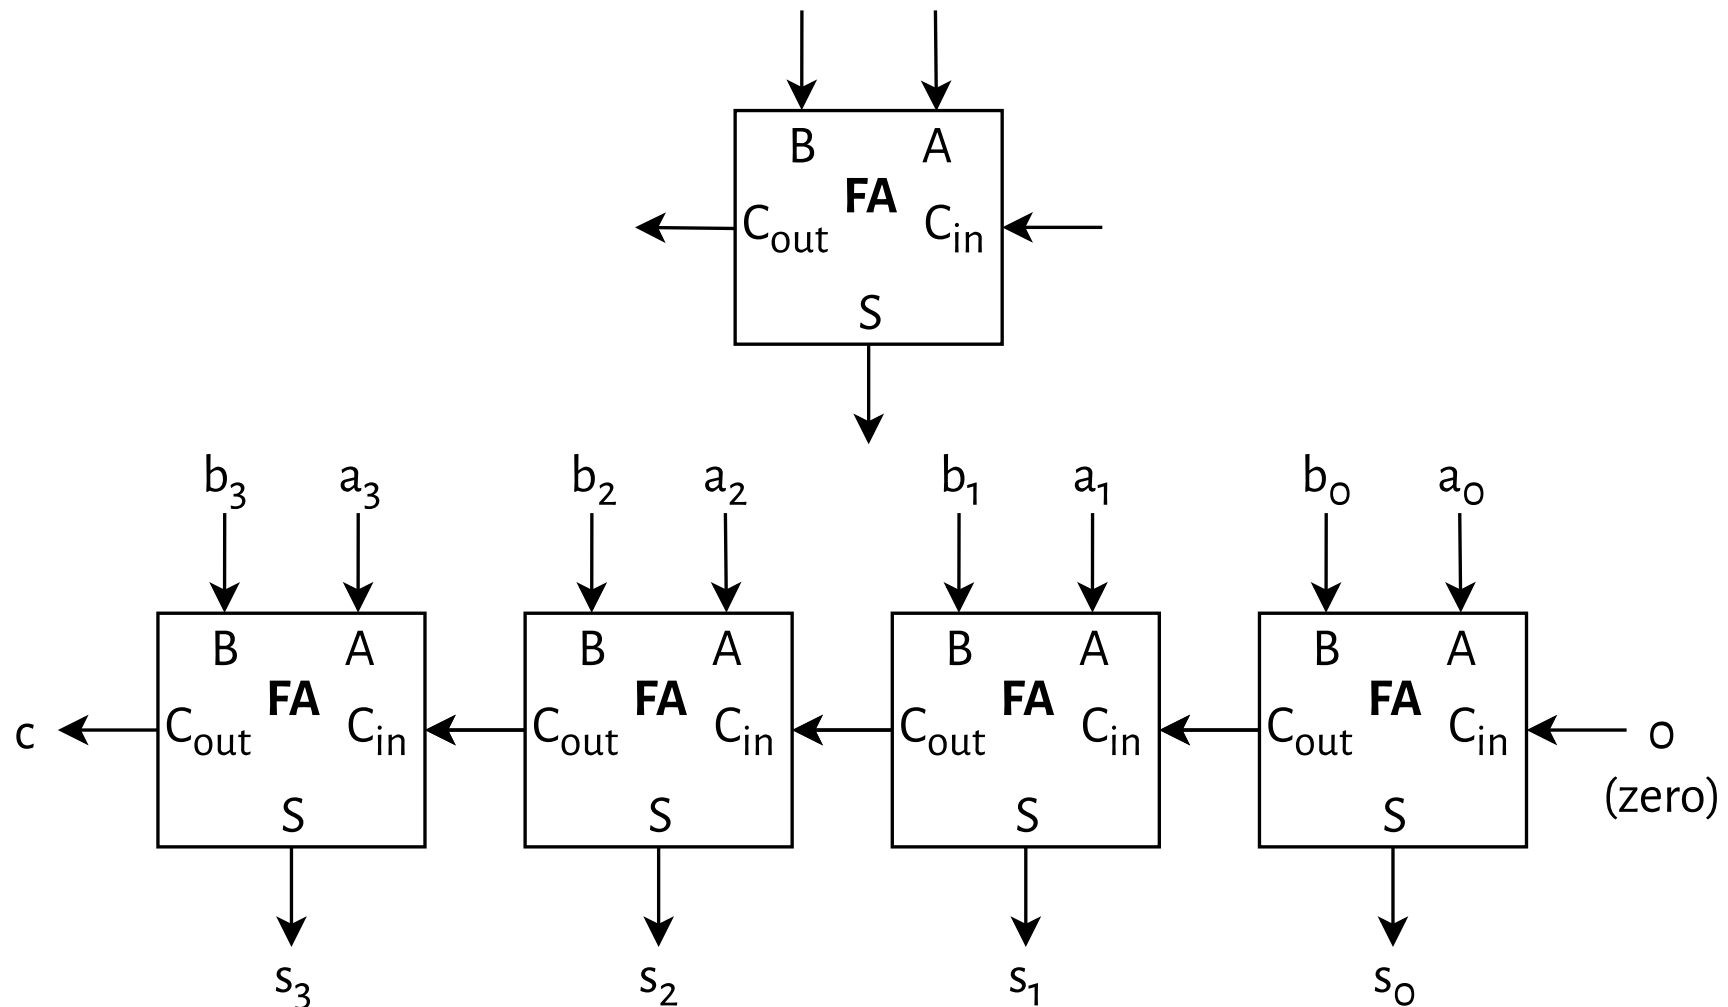 B A
FA
Cout Cin
S
b3 a3 b2 a2 b1 a1 b0 a0
B A B A B A B A
FA FA FA FA
c Cout Cin Cout Cin Cout Cin Cout Cin 0
(zero)
S S S S
s3 s2 s1 s0